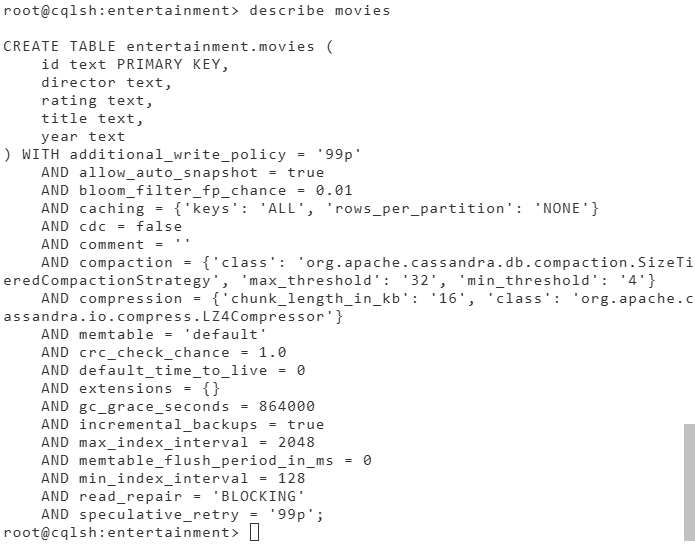 root@cqlsh:entertainment> describe movies
CREATE TABLE entertainment.movies (
    id text PRIMARY KEY,
    director text,
    rating text,
    title text,
    year text
) WITH additional_write_policy = '99p'
    AND allow_auto_snapshot = true
    AND bloom_filter_fp_chance = 0.01
    AND caching = {'keys': 'ALL', 'rows_per_partition': 'NONE'}
    AND cdc = false
    AND comment = ''
    AND compaction = {'class': 'org.apache.cassandra.db.compaction.SizeTi
eredCompactionStrategy', 'max_threshold': '32', 'min_threshold': '4'}
    AND compression = {'chunk_length_in_kb': '16', 'class': 'org.apache.c
assandra.io.compress.LZ4Compressor'}
    AND memtable = 'default'
    AND crc_check_chance = 1.0
    AND default_time_to_live = 0
    AND extensions = {}
    AND gc_grace_seconds = 864000
    AND incremental_backups = true
    AND max_index_interval = 2048
    AND memtable_flush_period_in_ms = 0
    AND min_index_interval = 128
    AND read_repair = 'BLOCKING'
    AND speculative_retry = '99p';
root@cqlsh:entertainment>